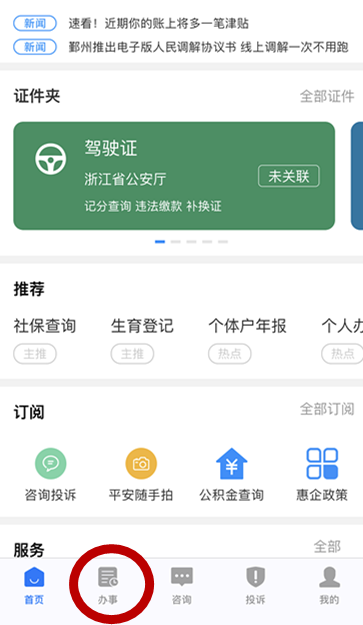 新闻 速看！近期你的账上将多一笔津贴
新闻 鄞州推出电子版人民调解协议书 线上调解一次不用跑
证件夹 全部证件
驾驶证
浙江省公安厅 未关联
记分查询 违法缴款 补换证
推荐
社保查询 生育登记 个体户年报 个人办
主推 主推 热点 热点
订阅 全部订阅
咨询投诉 平安随手拍 公积金查询 惠企政策
服务 全部
首页 办事 咨询 投诉 我的